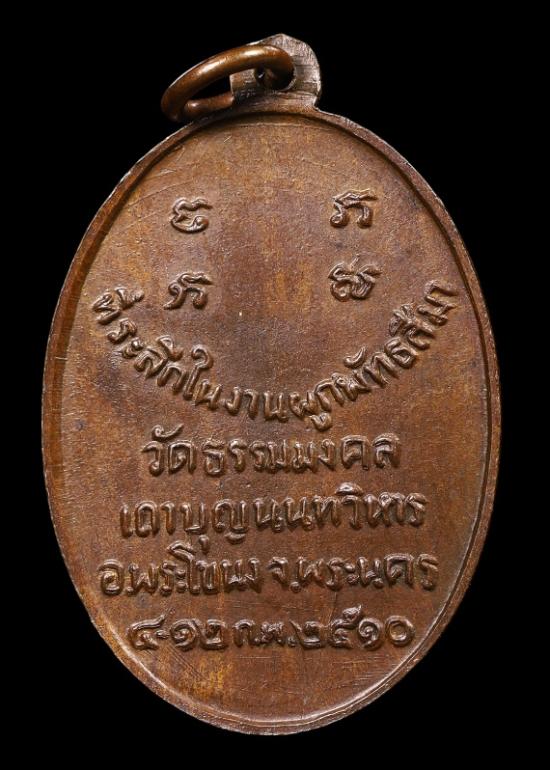 ที่ระลึกในงานผูกพัทธสีมา
วัดธรรมมงคล
เถาบุญนนทวิหาร
อ.พระโขนง จ.พระนคร
๔-๑๒ ก.พ. ๒๕๑๐